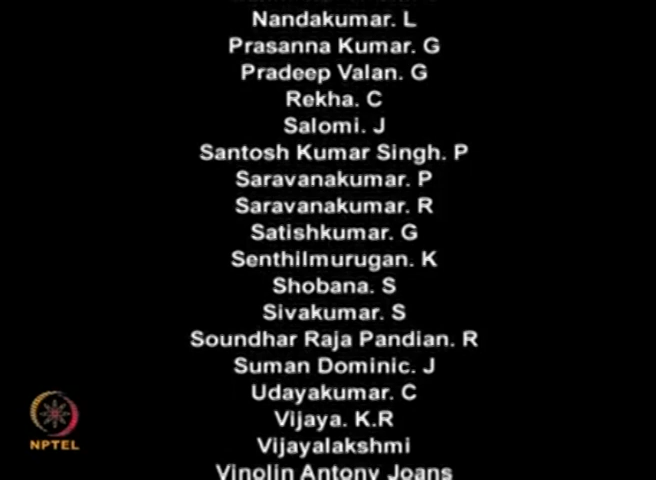 Nandakumar. L
Prasanna Kumar. G
Pradeep Valan. G
Rekha. C
Salomi. J
Santosh Kumar Singh. P
Saravanakumar. P
Saravanakumar. R
Satishkumar. G
Senthilmurugan. K
Shobana. S
Sivakumar. S
Soundhar Raja Pandian. R
Suman Dominic. J
Udayakumar. C
Vijaya. K.R
Vijayalakshmi
Vinolin Antony Joans
NPTEL